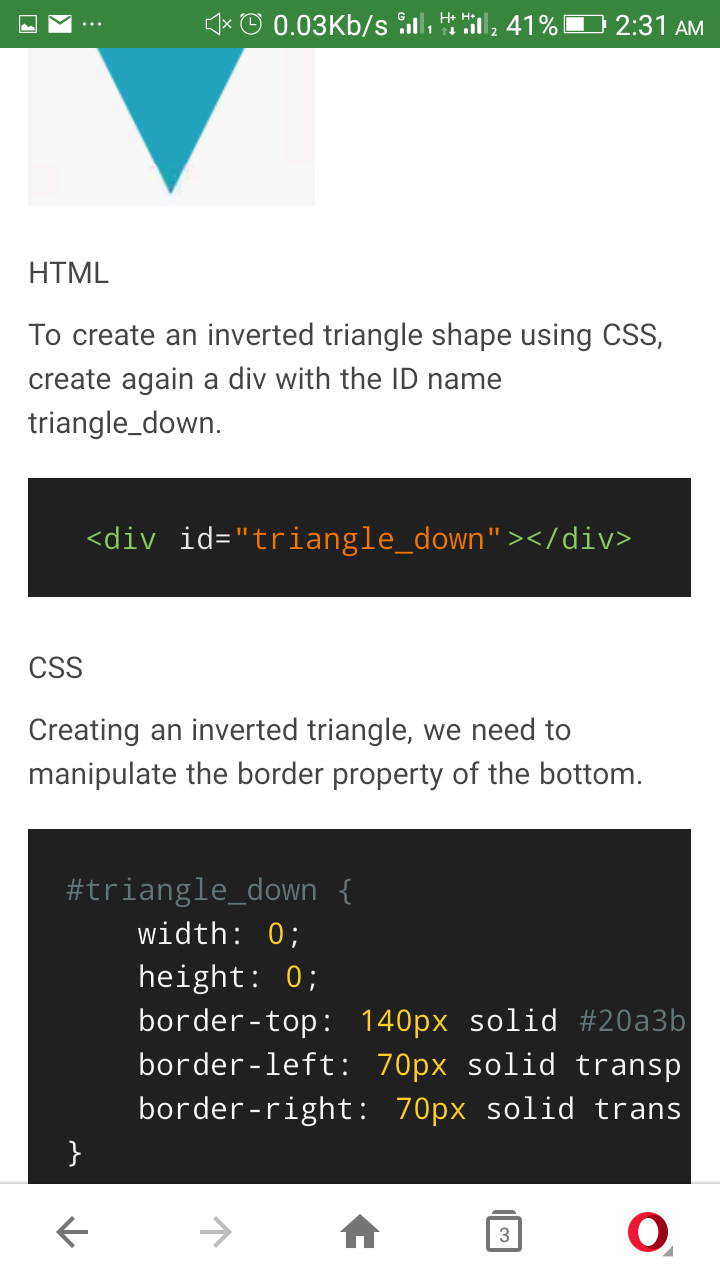 0.03Kb/s G 1 H+ H+ 2 41% 2:31 AM
HTML
To create an inverted triangle shape using CSS,
create again a div with the ID name
triangle_down.
<div id="triangle_down"></div>
CSS
Creating an inverted triangle, we need to
manipulate the border property of the bottom.
#triangle_down {
width: 0;
height: 0;
border-top: 140px solid #20a3b
border-left: 70px solid transp
border-right: 70px solid trans
}
3